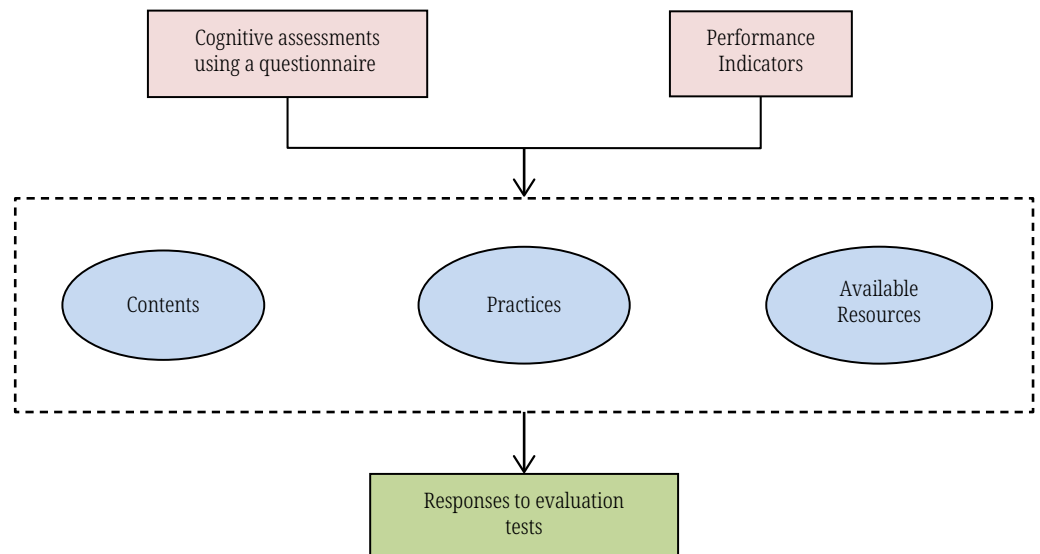 Cognitive assessments
using a questionnaire
Performance
Indicators
Contents
Practices
Available
Resources
Responses to evaluation
tests